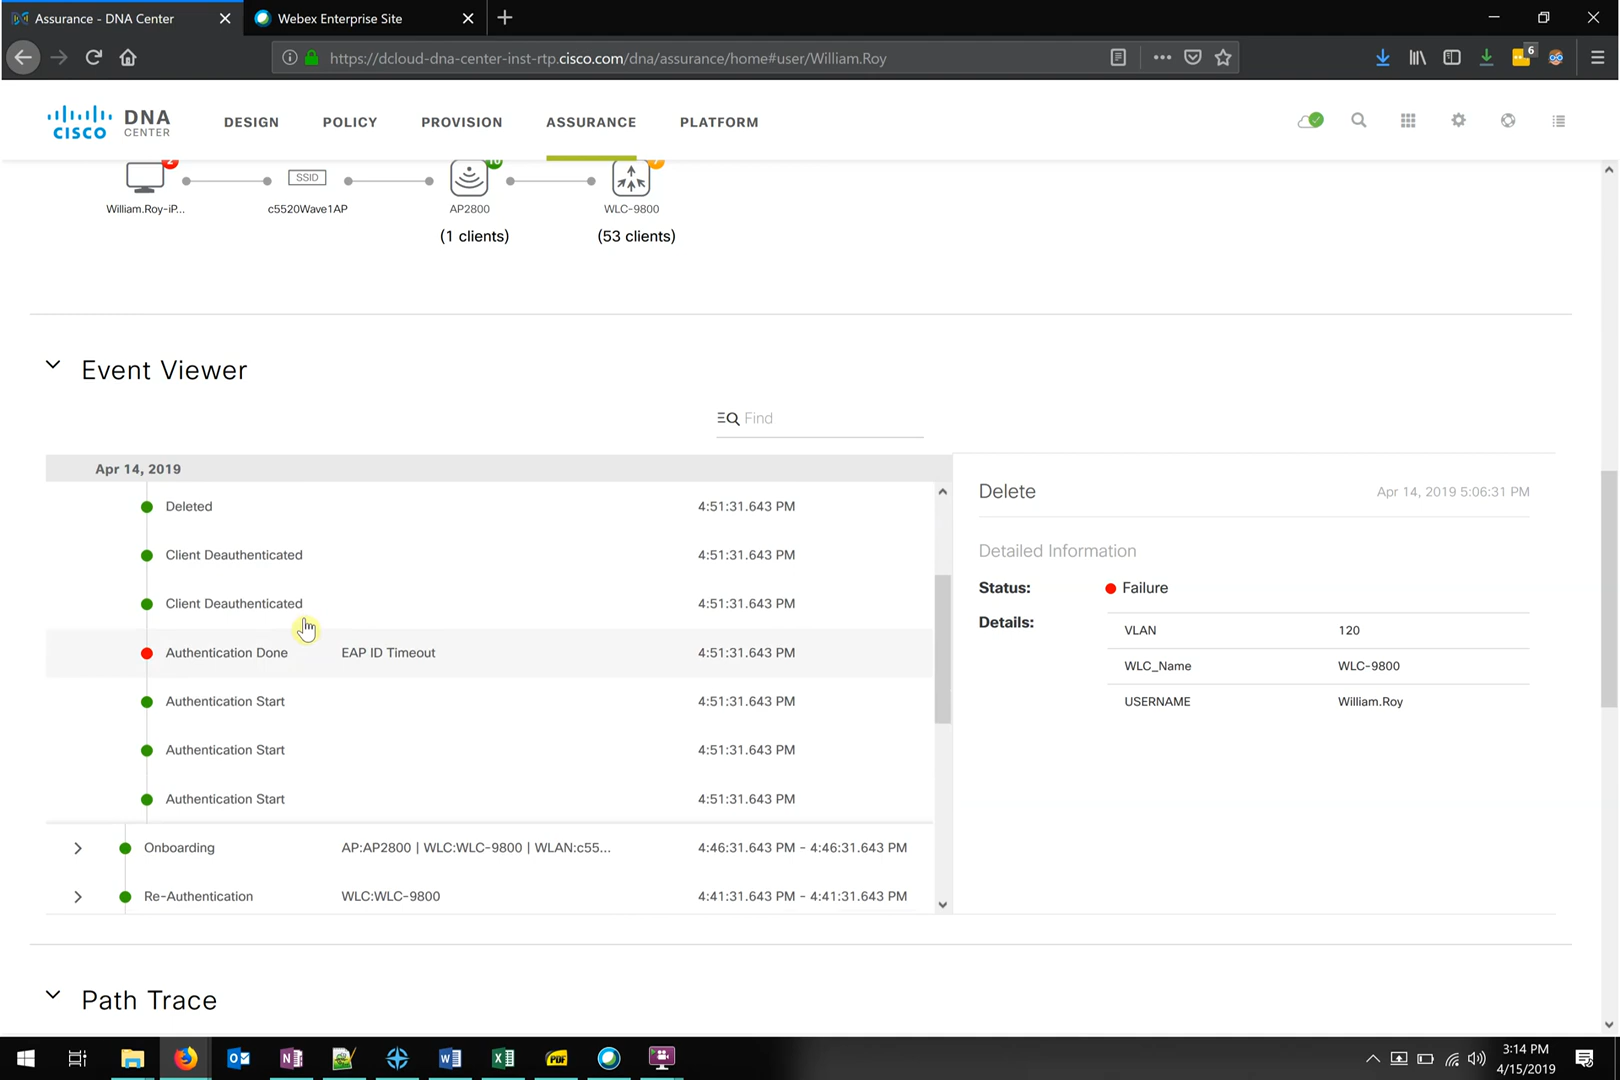 Assurance - DNA Center
Webex Enterprise Site
https://dcloud-dna-center-inst-rtp.cisco.com/dna/assurance/home#user/William.Roy
6
CISCO
DNA
CENTER
DESIGN
POLICY
PROVISION
ASSURANCE
PLATFORM
2
10
7
SSID
William.Roy-iP...
c5520Wave1AP
AP2800
WLC-9800
(1 clients)
(53 clients)
Event Viewer
Find
Apr 14, 2019
Deleted 4:51:31.643 PM
Client Deauthenticated 4:51:31.643 PM
Client Deauthenticated 4:51:31.643 PM
Authentication Done EAP ID Timeout 4:51:31.643 PM
Authentication Start 4:51:31.643 PM
Authentication Start 4:51:31.643 PM
Authentication Start 4:51:31.643 PM
Onboarding AP:AP2800 | WLC:WLC-9800 | WLAN:c55... 4:46:31.643 PM - 4:46:31.643 PM
Re-Authentication WLC:WLC-9800 4:41:31.643 PM - 4:41:31.643 PM
Delete
Apr 14, 2019 5:06:31 PM
Detailed Information
Status: Failure
Details:
VLAN 120
WLC_Name WLC-9800
USERNAME William.Roy
Path Trace
PDF
3:14 PM
4/15/2019